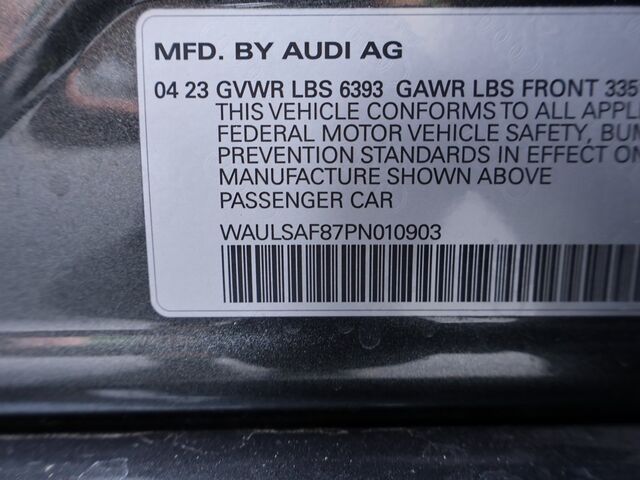 MFD. BY AUDI AG
04 23 GVWR LBS 6393 GAWR LBS FRONT 335
THIS VEHICLE CONFORMS TO ALL APPL
FEDERAL MOTOR VEHICLE SAFETY, BUM
PREVENTION STANDARDS IN EFFECT ON
MANUFACTURE SHOWN ABOVE
PASSENGER CAR
WAULSAF87PN010903